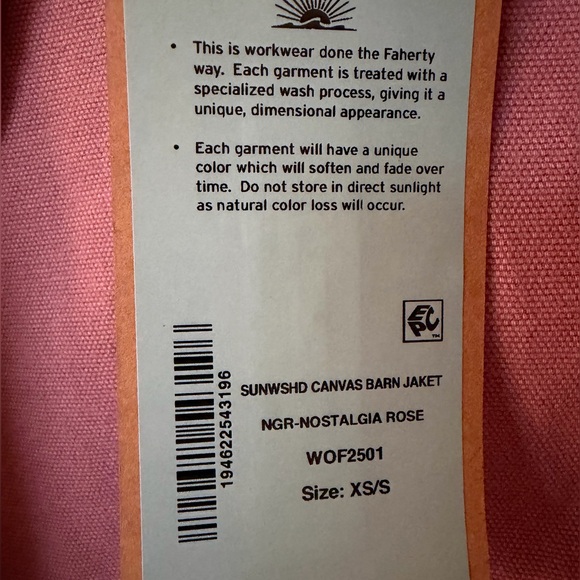 • This is workwear done the Faherty
way. Each garment is treated with a
specialized wash process, giving it a
unique, dimensional appearance.
• Each garment will have a unique
color which will soften and fade over
time. Do not store in direct sunlight
as natural color loss will occur.
EPC
TM
194622543196
SUNWSHD CANVAS BARN JAKET
NGR-NOSTALGIA ROSE
WOF2501
Size: XS/S